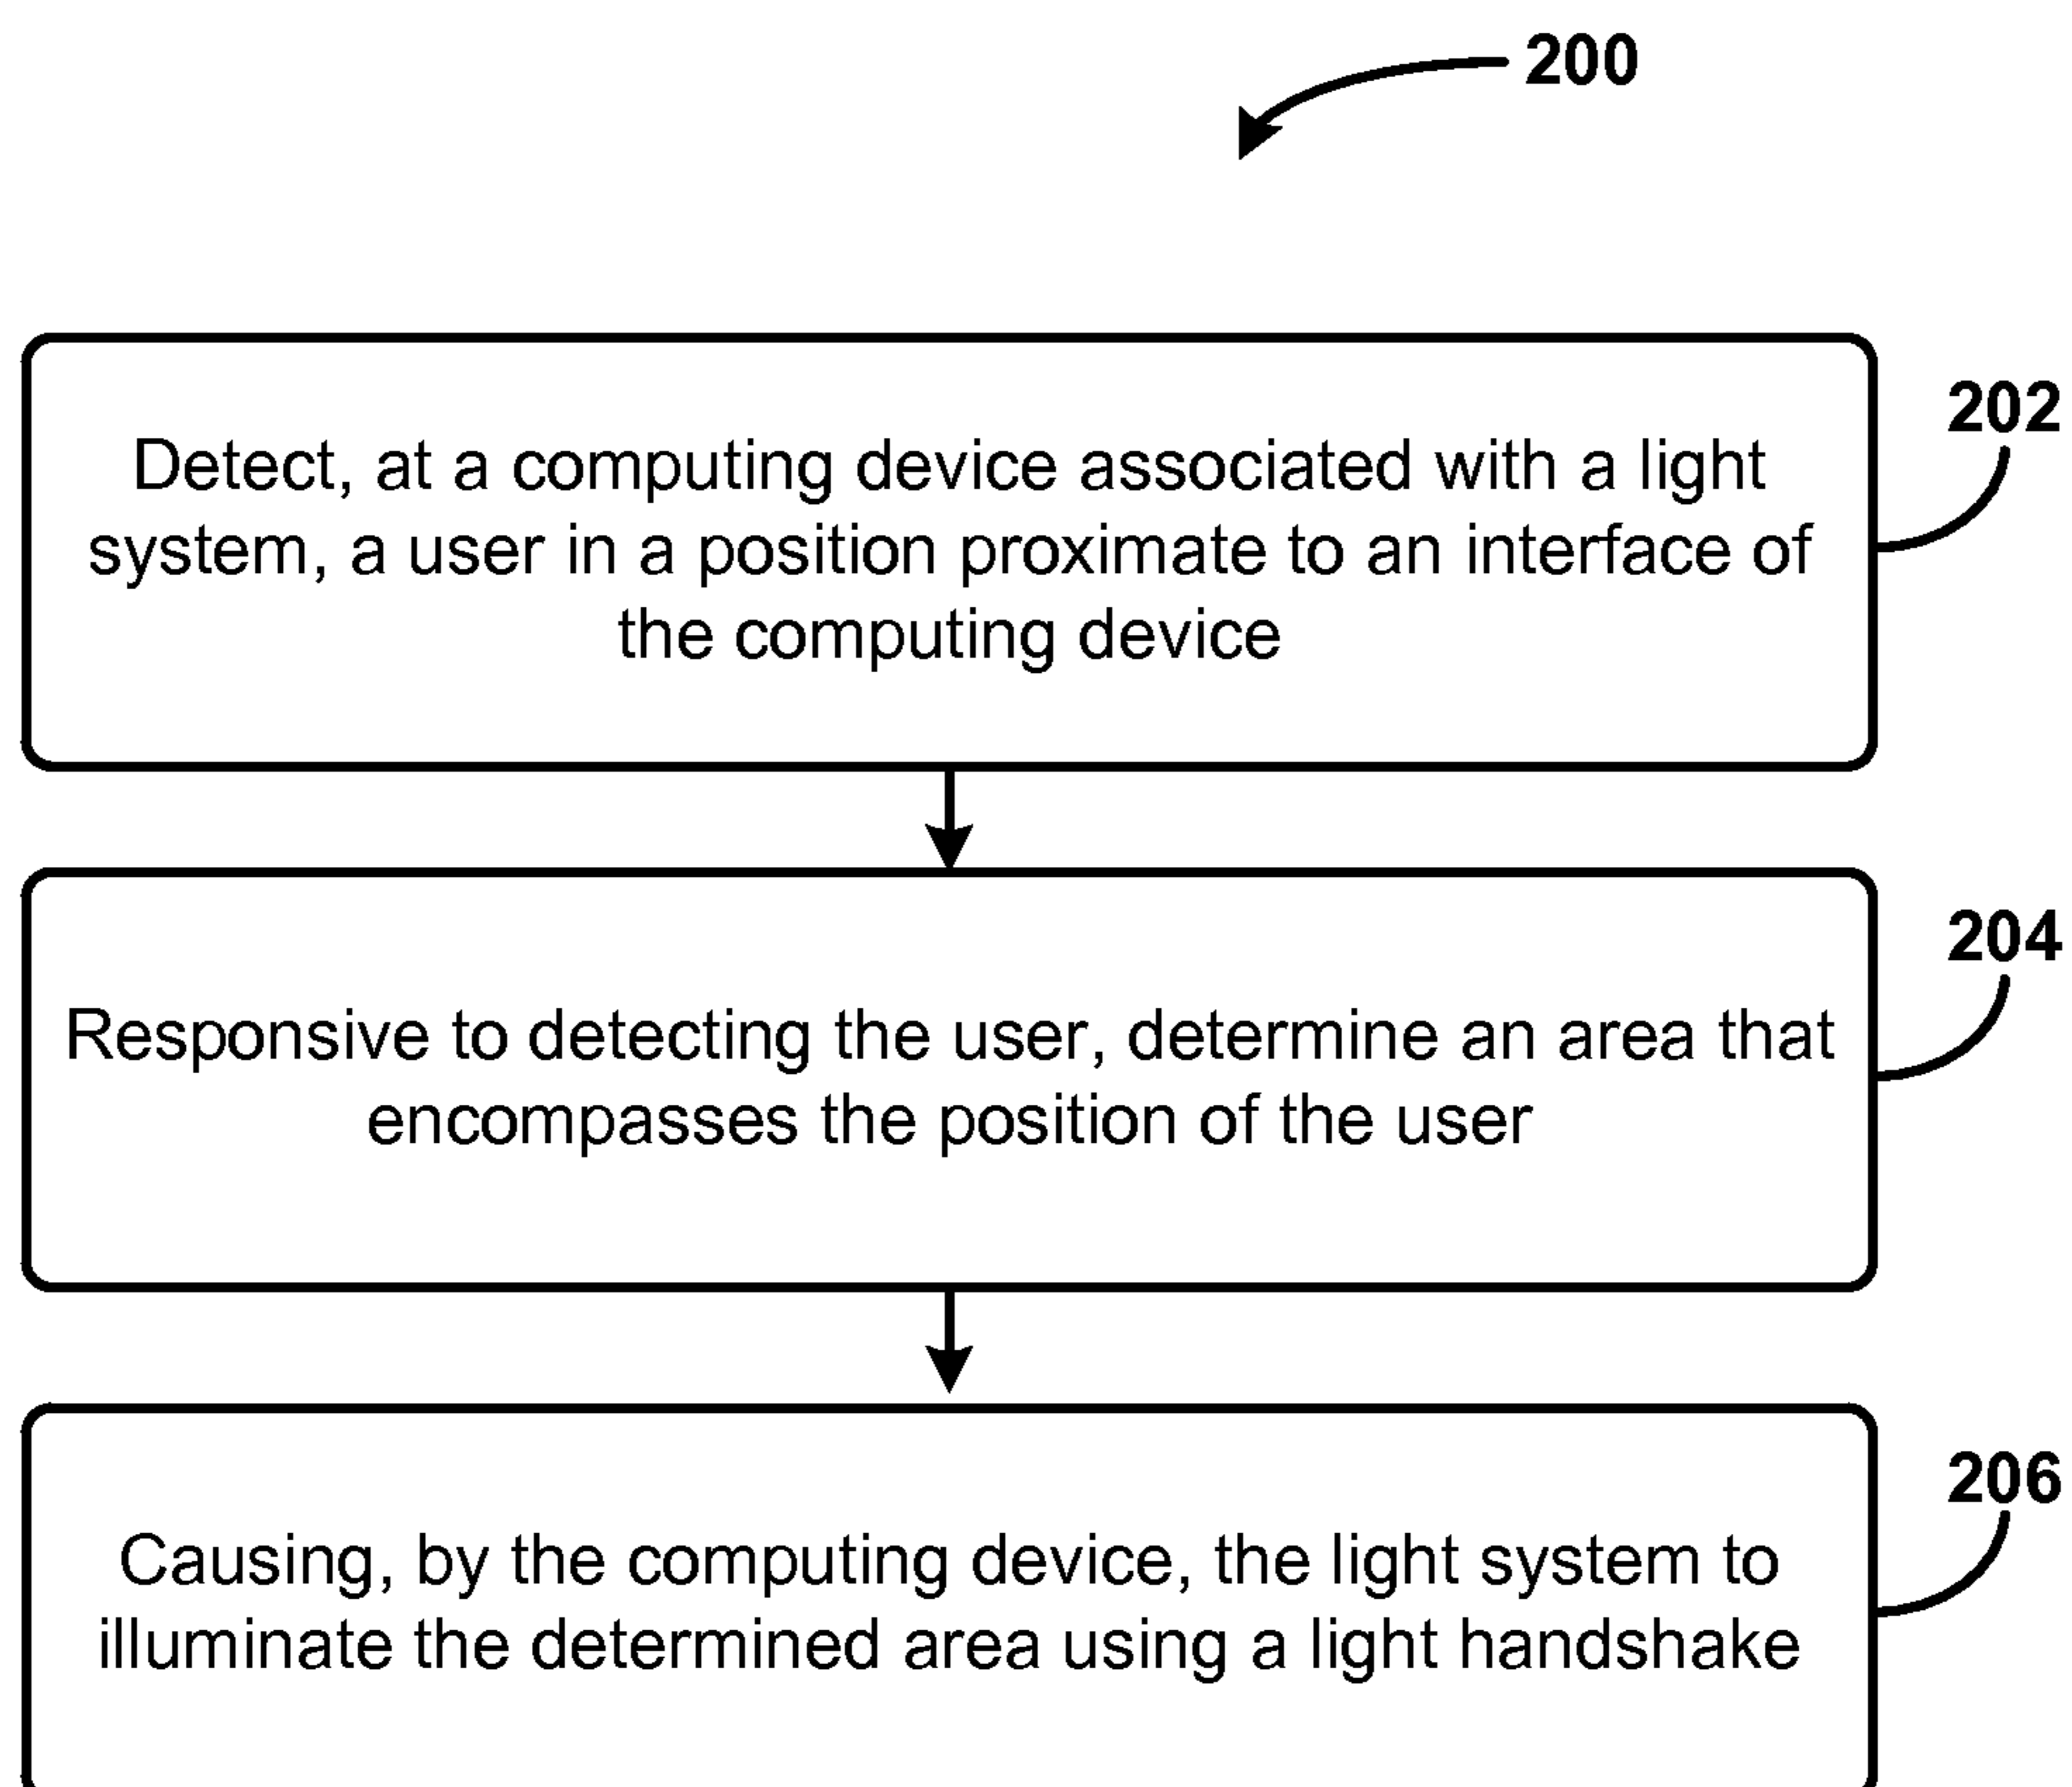 200
Detect, at a computing device associated with a light
system, a user in a position proximate to an interface of
the computing device
202
Responsive to detecting the user, determine an area that
encompasses the position of the user
204
Causing, by the computing device, the light system to
illuminate the determined area using a light handshake
206